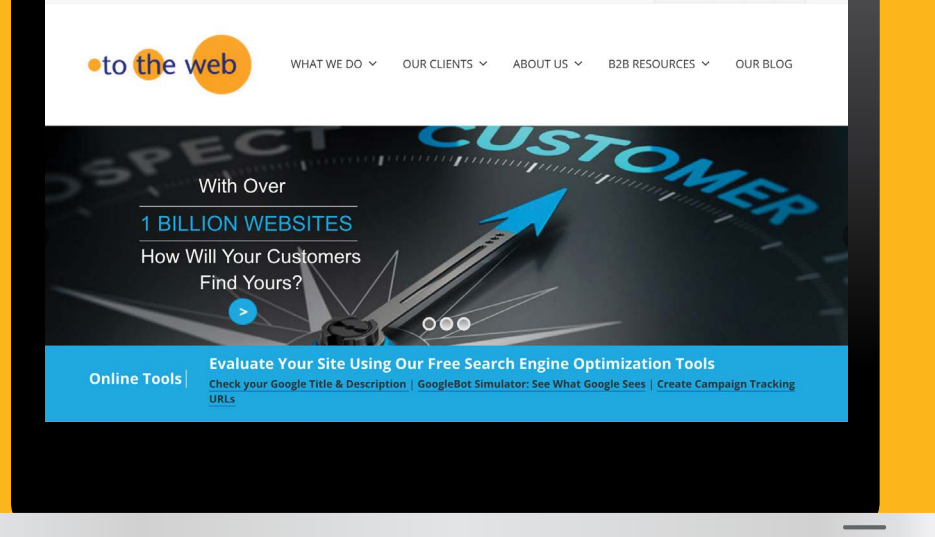 to the web
WHAT WE DO
OUR CLIENTS
ABOUT US
B2B RESOURCES
OUR BLOG
PROSPECT
CUSTOMER
With Over
1 BILLION WEBSITES
How Will Your Customers
Find Yours?
>
Online Tools
Evaluate Your Site Using Our Free Search Engine Optimization Tools
Check your Google Title & Description | GoogleBot Simulator: See What Google Sees | Create Campaign Tracking
URLs